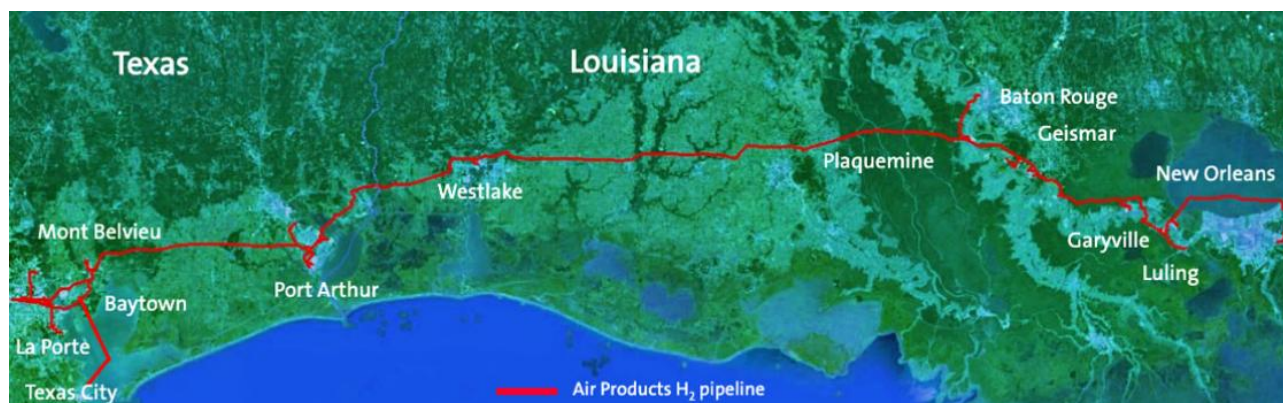 Texas
Louisiana
Baton Rouge
Geismar
Plaquemine
New Orleans
Westlake
Mont Belvieu
Garyville
Luling
Port Arthur
Baytown
La Porte
Texas City
Air Products H₂ pipeline